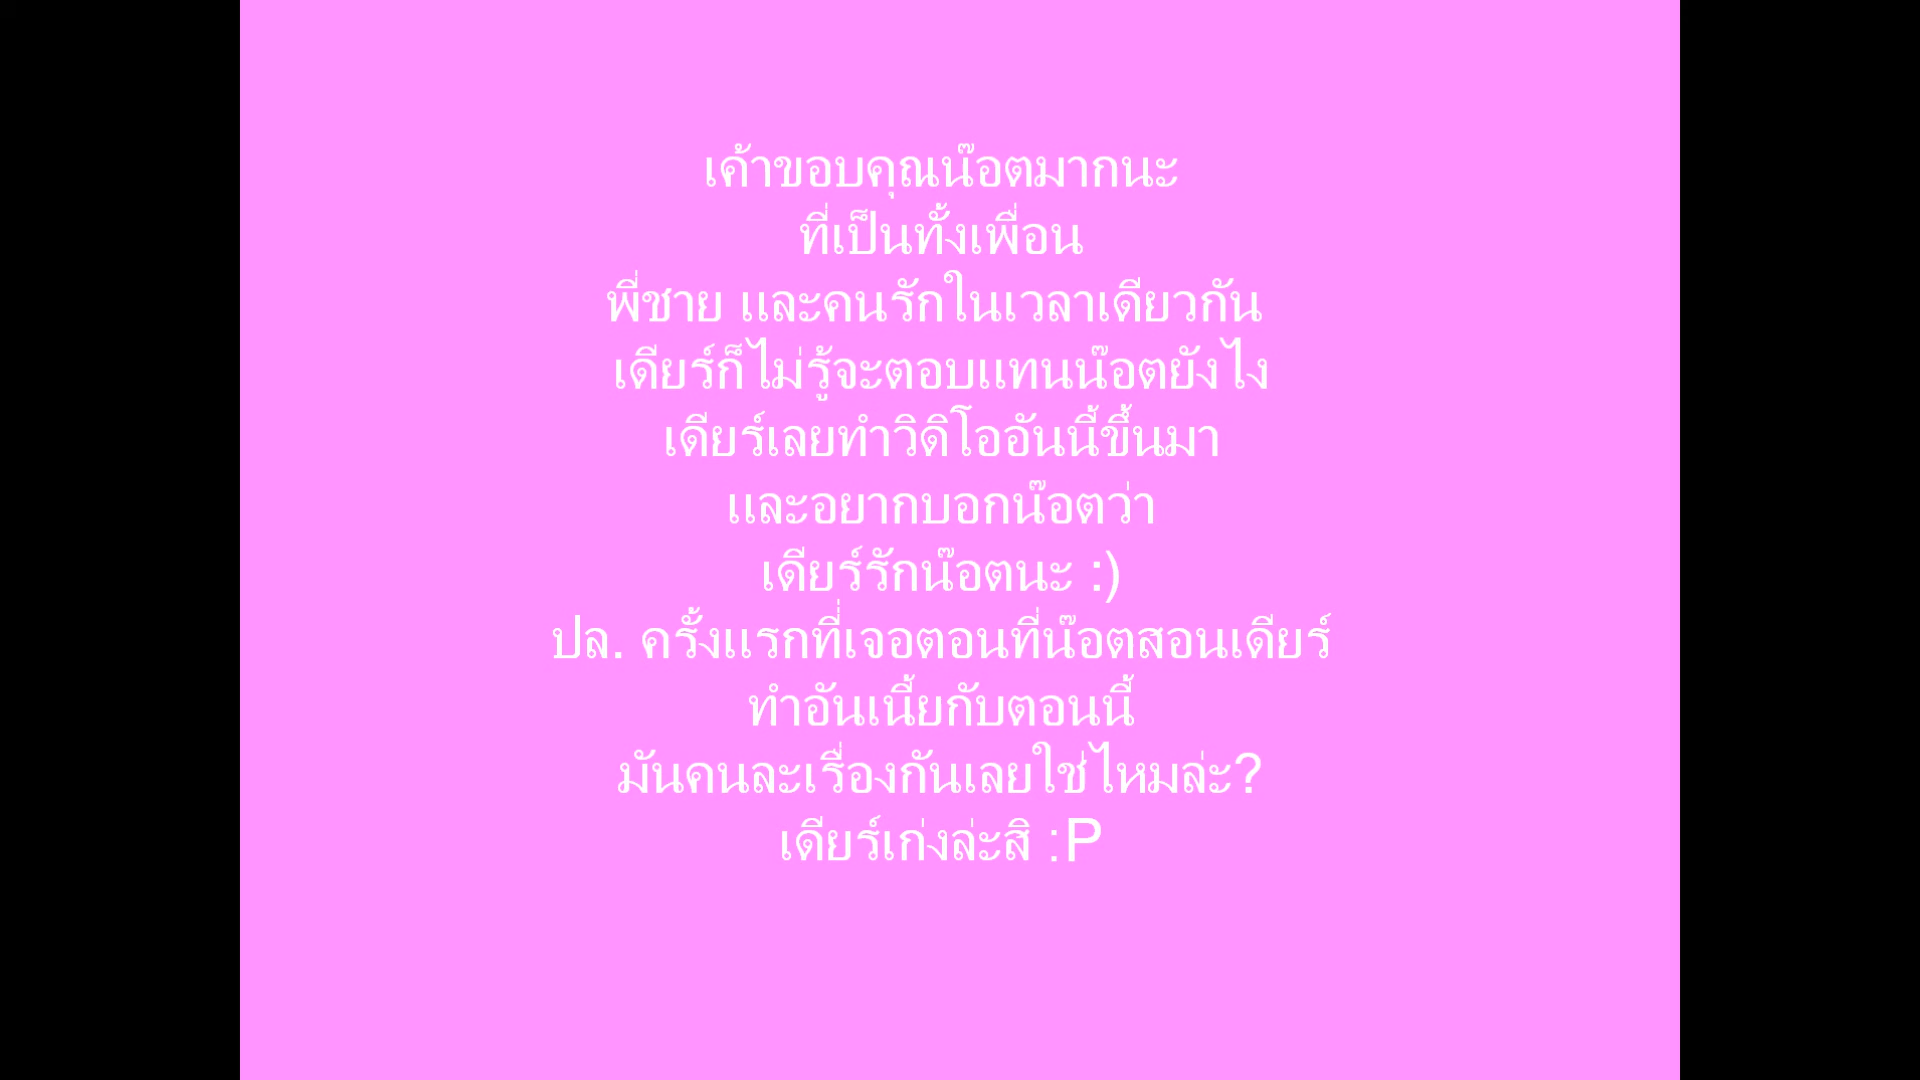 เค้าขอบคุณน๊อตมากนะ
ที่เป็นทั้งเพื่อน
พี่ชาย และคนรักในเวลาเดียวกัน
เดียร์ก็ไม่รู้จะตอบแทนน๊อตยังไง
เดียร์เลยทำวิดิโออันนี้ขึ้นมา
และอยากบอกน๊อตว่า
เดียร์รักน๊อตนะ :)
ปล. ครั้งแรกที่เจอตอนที่น๊อตสอนเดียร์
ทำอันเนี้ยกับตอนนี้
มันคนละเรื่องกันเลยใช่ไหมล่ะ?
เดียร์เก่งล่ะสิ :P